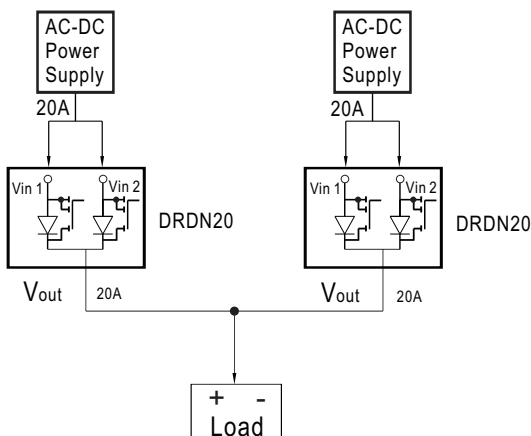 AC-DC
Power
Supply
AC-DC
Power
Supply
20A
20A
Vin 1
Vin 2
DRDN20
Vin 1
Vin 2
DRDN20
Vout
20A
Vout
20A
+ -
Load